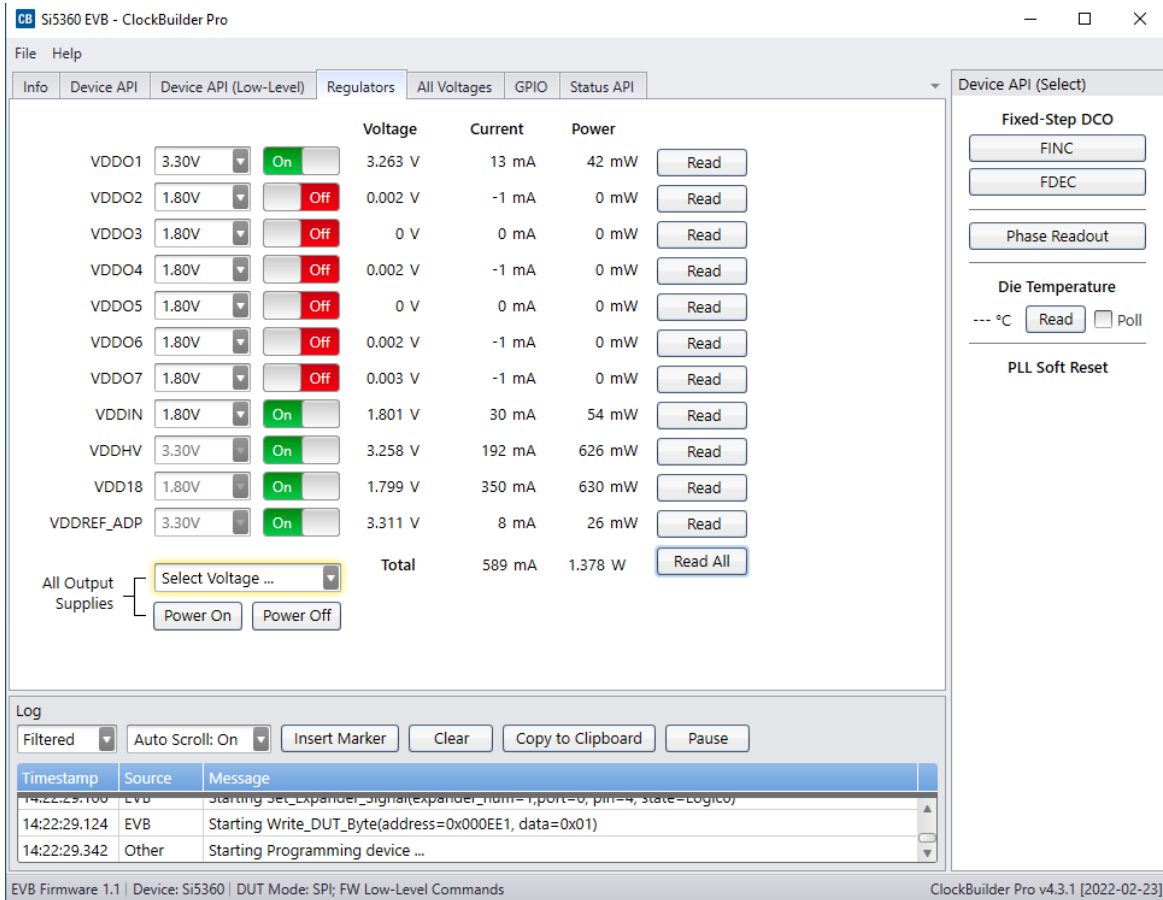 CB Si5360 EVB - ClockBuilder Pro
File Help
Info Device API Device API (Low-Level) Regulators All Voltages GPIO Status API
Device API (Select)
Voltage Current Power
VDDO1 3.30V On 3.263 V 13 mA 42 mW Read
VDDO2 1.80V Off 0.002 V -1 mA 0 mW Read
VDDO3 1.80V Off 0 V 0 mA 0 mW Read
VDDO4 1.80V Off 0.002 V -1 mA 0 mW Read
VDDO5 1.80V Off 0 V 0 mA 0 mW Read
VDDO6 1.80V Off 0.002 V -1 mA 0 mW Read
VDDO7 1.80V Off 0.003 V -1 mA 0 mW Read
VDDIN 1.80V On 1.801 V 30 mA 54 mW Read
VDDHV 3.30V On 3.258 V 192 mA 626 mW Read
VDD18 1.80V On 1.799 V 350 mA 630 mW Read
VDDREF_ADP 3.30V On 3.311 V 8 mA 26 mW Read
Total 589 mA 1.378 W Read All
All Output
Supplies
Select Voltage ...
Power On Power Off
Fixed-Step DCO
FINC
FDEC
Phase Readout
Die Temperature
--- °C Read Poll
PLL Soft Reset
Log
Filtered Auto Scroll: On Insert Marker Clear Copy to Clipboard Pause
Timestamp Source Message
14:22:29.124 EVB Starting Write_DUT_Byte(address=0x000EE1, data=0x01)
14:22:29.342 Other Starting Programming device ...
EVB Firmware 1.1 | Device: Si5360 | DUT Mode: SPI; FW Low-Level Commands
ClockBuilder Pro v4.3.1 [2022-02-23]